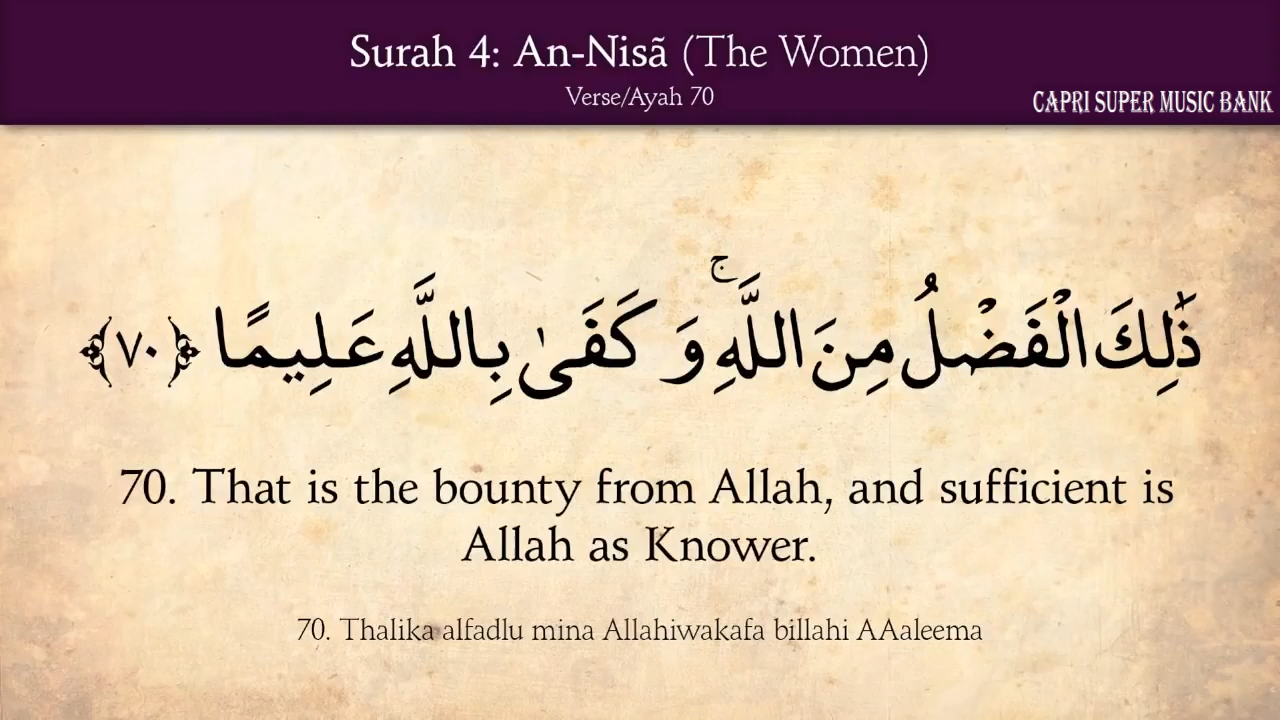 Surah 4: An-Nisã (The Women)
Verse/Ayah 70
CAPRI SUPER MUSIC BANK
ذَٰلِكَ الْفَضْلُ مِنَ اللَّهِ ۚ وَ كَفَىٰ بِاللَّهِ عَلِيمًا ﴿٧٠﴾
70. That is the bounty from Allah, and sufficient is
Allah as Knower.
70. Thalika alfadlu mina Allahiwakafa billahi AAaleema